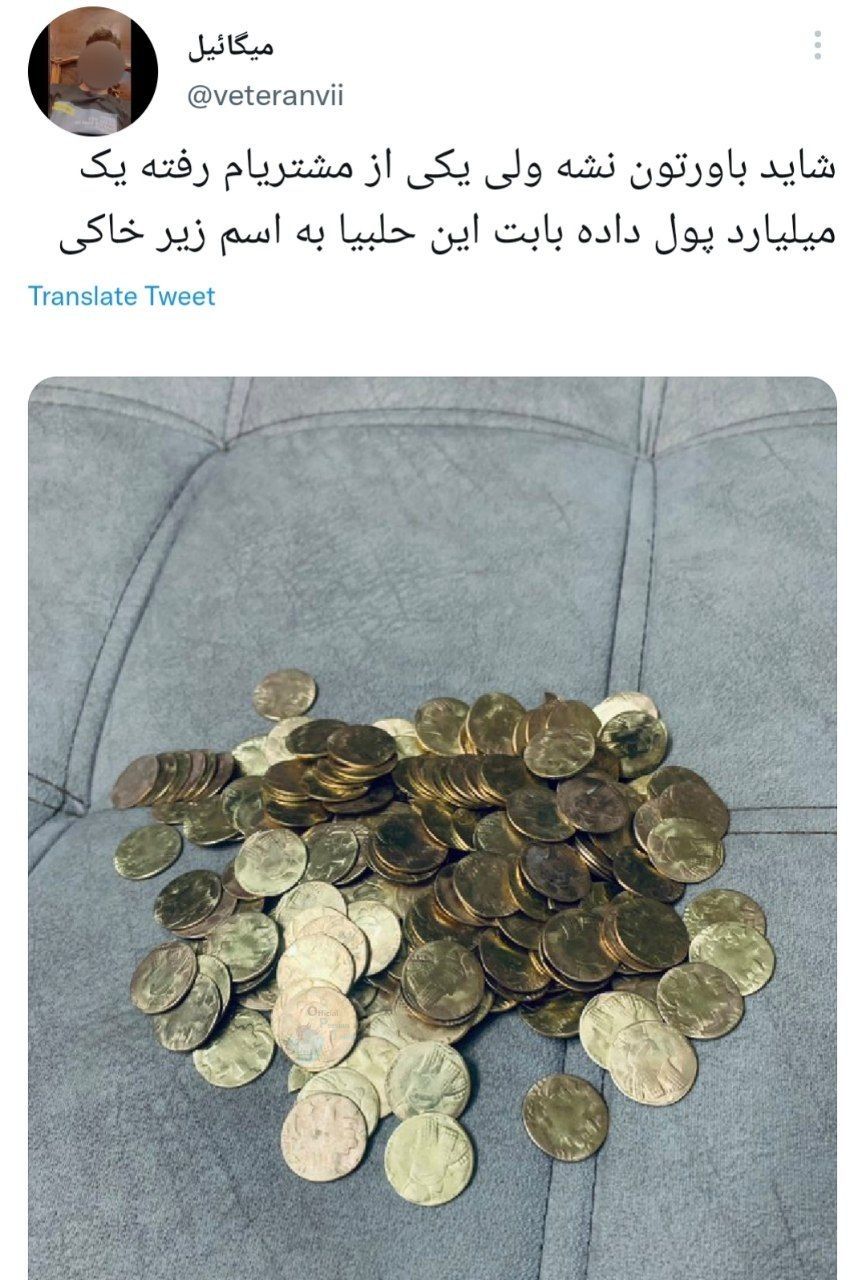 میگائیل
@veteranvii
شاید باورتون نشه ولی یکی از مشتریام رفته یک
میلیارد پول داده بابت این حلبیا به اسم زیر خاکی
Translate Tweet
Official
Persian